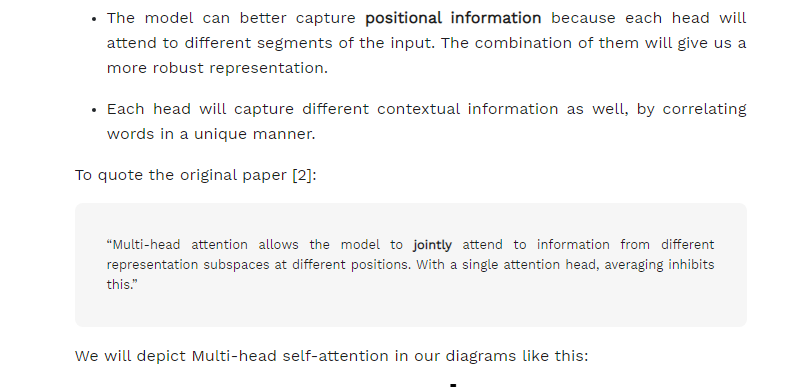 • The model can better capture positional information because each head will
attend to different segments of the input. The combination of them will give us a
more robust representation.
• Each head will capture different contextual information as well, by correlating
words in a unique manner.
To quote the original paper [2]:
“Multi-head attention allows the model to jointly attend to information from different
representation subspaces at different positions. With a single attention head, averaging inhibits
this.”
We will depict Multi-head self-attention in our diagrams like this: